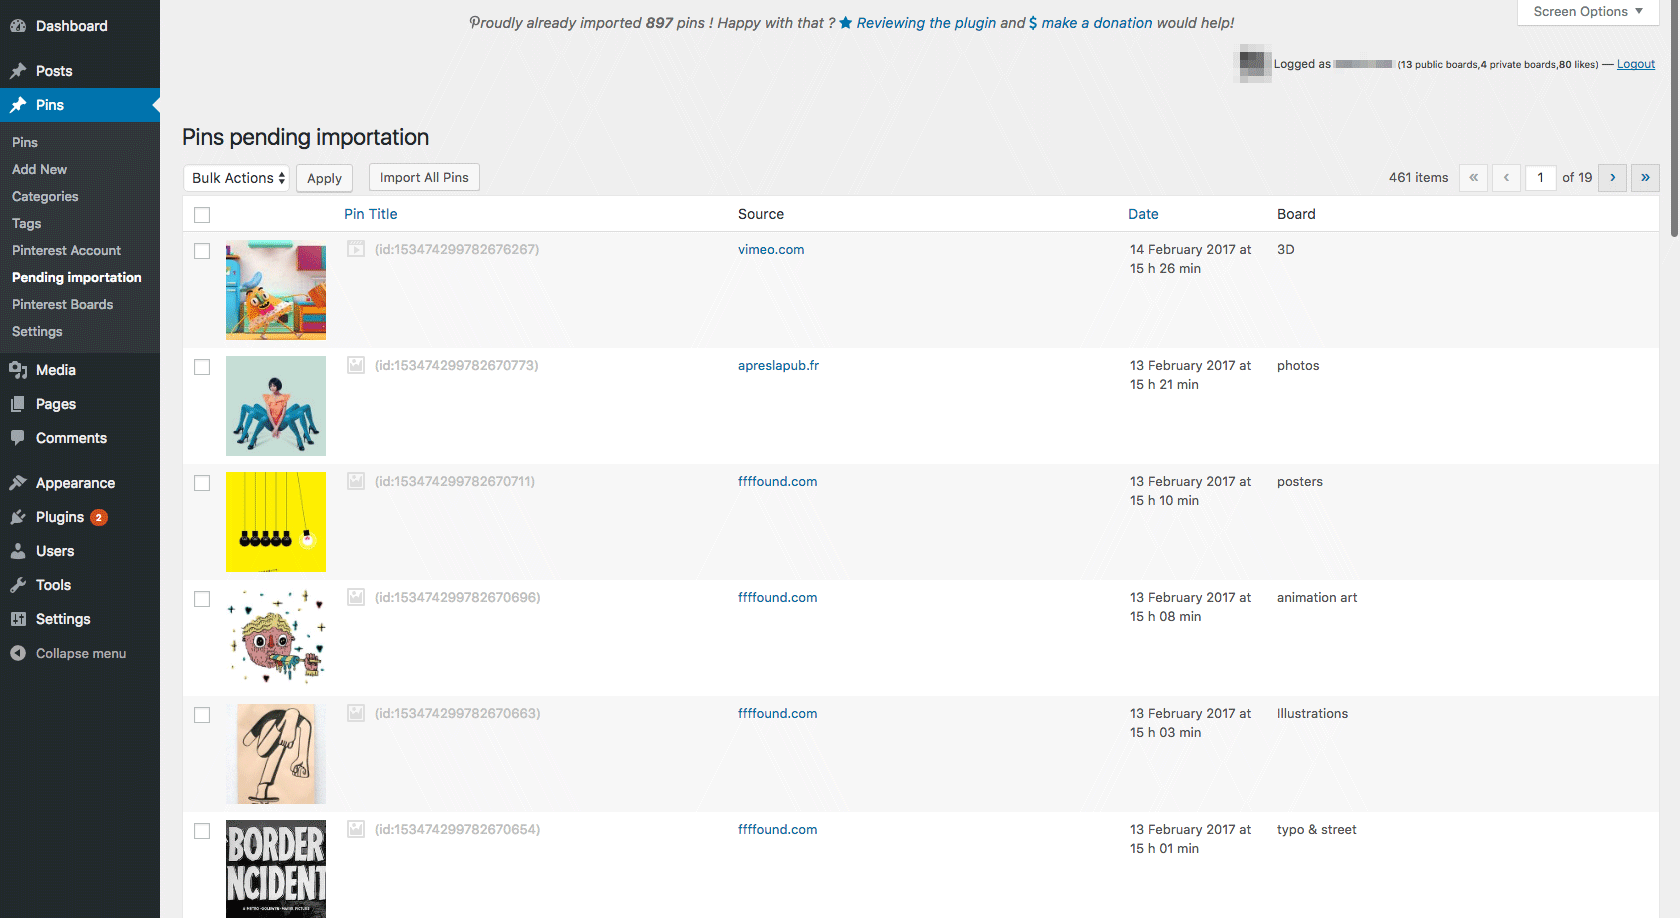 Dashboard
Posts
Pins
Pins
Add New
Categories
Tags
Pinterest Account
Pending importation
Pinterest Boards
Settings
Media
Pages
Comments
Appearance
Plugins 2
Users
Tools
Settings
Collapse menu
Proudly already imported 897 pins ! Happy with that ? Reviewing the plugin and $ make a donation would help!
Screen Options
Logged as (13 public boards,4 private boards,80 likes) — Logout
Pins pending importation
Bulk Actions Apply Import All Pins 461 items « ‹ 1 of 19 › »
Pin Title Source Date Board
(id:153474299782676267) vimeo.com 14 February 2017 at 3D
15 h 26 min
(id:153474299782670773) apreslapub.fr 13 February 2017 at photos
15 h 21 min
(id:153474299782670711) ffffound.com 13 February 2017 at posters
15 h 10 min
(id:153474299782670696) ffffound.com 13 February 2017 at animation art
15 h 08 min
(id:153474299782670663) ffffound.com 13 February 2017 at Illustrations
15 h 03 min
(id:153474299782670654) ffffound.com 13 February 2017 at typo & street
15 h 01 min
BORDER
INCIDENT
A METRO-GOLDWYN-MAYER PICTURE